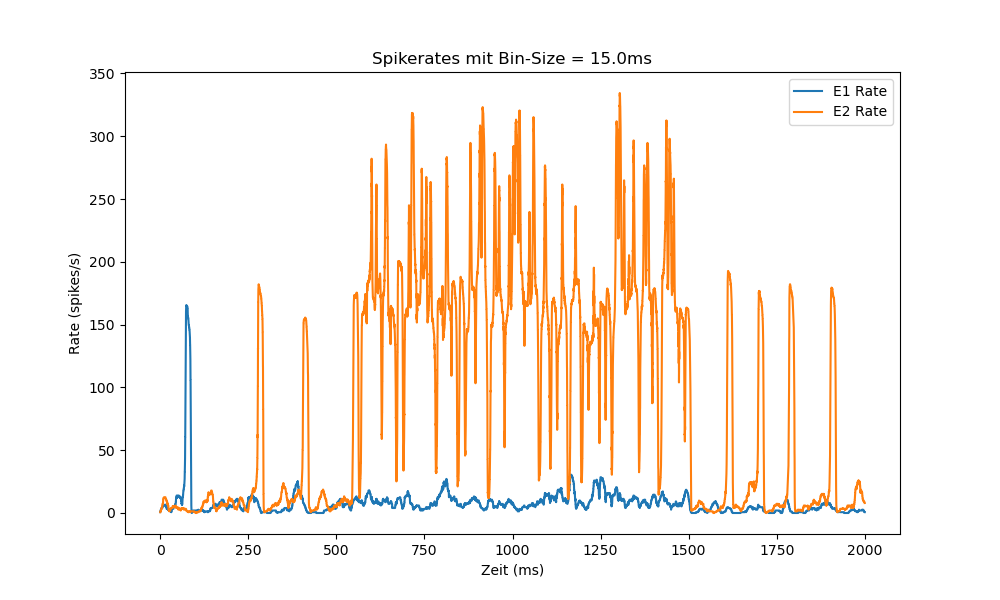 Spikerates mit Bin-Size = 15.0ms
E1 Rate
E2 Rate
Rate (spikes/s)
350
300
250
200
150
100
50
0
0 250 500 750 1000 1250 1500 1750 2000
Zeit (ms)